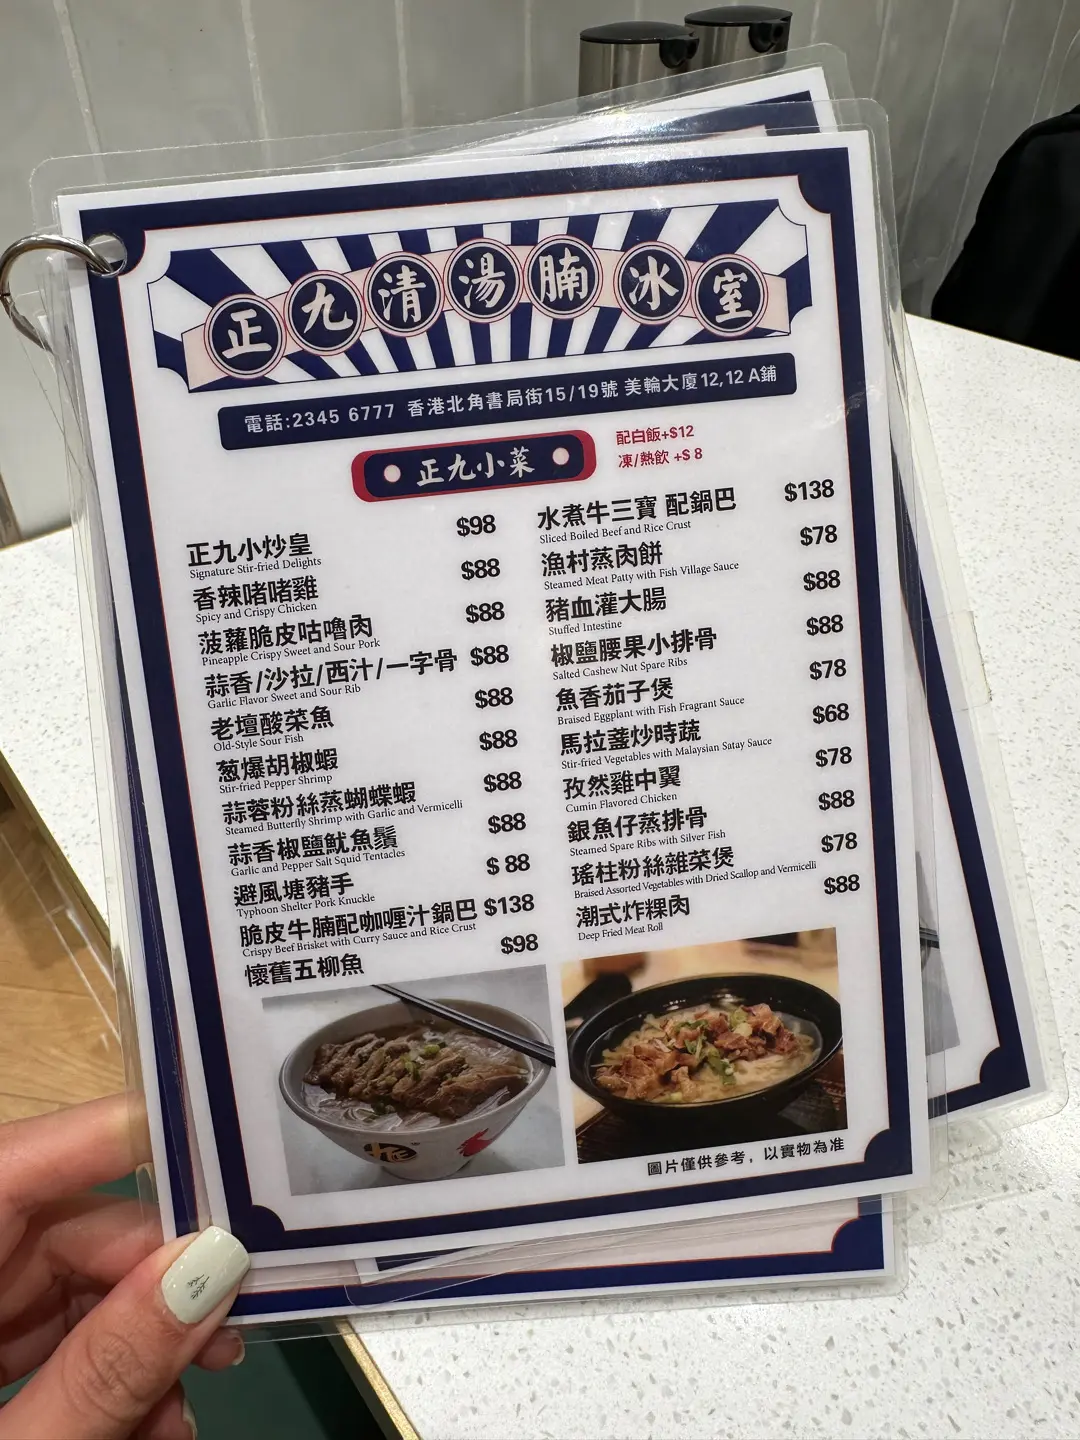 正九清湯腩冰室
電話:2345 6777 香港北角書局街15/19號 美輪大廈12,12A鋪
正九小菜
配白飯+$12
凍/熱飲 +$ 8
正九小炒皇 $98
Signature Stir-fried Delights
香辣啫啫雞 $88
Spicy and Crispy Chicken
菠蘿脆皮咕嚕肉 $88
Pineapple Crispy Sweet and Sour Pork
蒜香/沙拉/西汁/一字骨 $88
Garlic Flavor Sweet and Sour Rib
老壇酸菜魚 $88
Old-Style Sour Fish
葱爆胡椒蝦 $88
Stir-fried Pepper Shrimp
蒜蓉粉絲蒸蝴蝶蝦 $88
Steamed Butterfly Shrimp with Garlic and Vermicelli
蒜香椒鹽魷魚鬚 $88
Garlic and Pepper Salt Squid Tentacles
避風塘豬手 $ 88
Typhoon Shelter Pork Knuckle
脆皮牛腩配咖喱汁鍋巴 $138
Crispy Beef Brisket with Curry Sauce and Rice Crust
懷舊五柳魚 $98
水煮牛三寶 配鍋巴 $138
Sliced Boiled Beef and Rice Crust
漁村蒸肉餅 $78
Steamed Meat Patty with Fish Village Sauce
豬血灌大腸 $88
Stuffed Intestine
椒鹽腰果小排骨 $88
Salted Cashew Nut Spare Ribs
魚香茄子煲 $78
Braised Eggplant with Fish Fragrant Sauce
馬拉盞炒時蔬 $68
Stir-fried Vegetables with Malaysian Satay Sauce
孜然雞中翼 $78
Cumin Flavored Chicken
銀魚仔蒸排骨 $88
Steamed Spare Ribs with Silver Fish
瑤柱粉絲雜菜煲 $78
Braised Assorted Vegetables with Dried Scallop and Vermicelli
潮式炸粿肉 $88
Deep Fried Meat Roll
圖片僅供參考，以實物為准